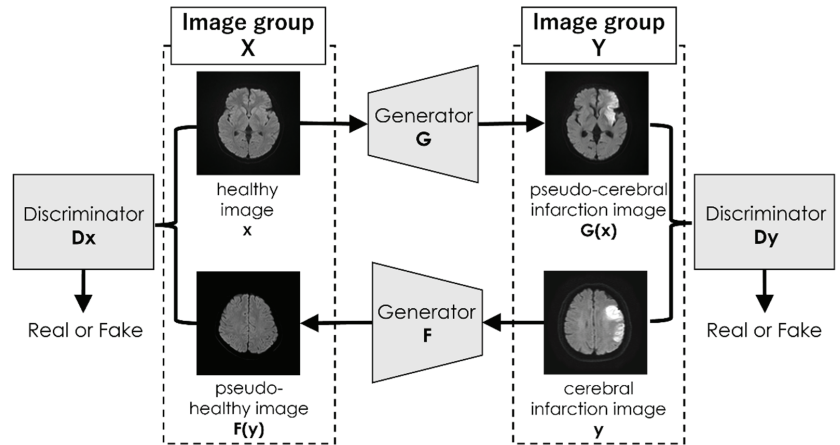 Image group
X
Image group
Y
Generator
G
healthy
image
x
pseudo-cerebral
infarction image
G(x)
Discriminator
Dx
Discriminator
Dy
Real or Fake
Real or Fake
Generator
F
pseudo-
healthy image
F(y)
cerebral
infarction image
y